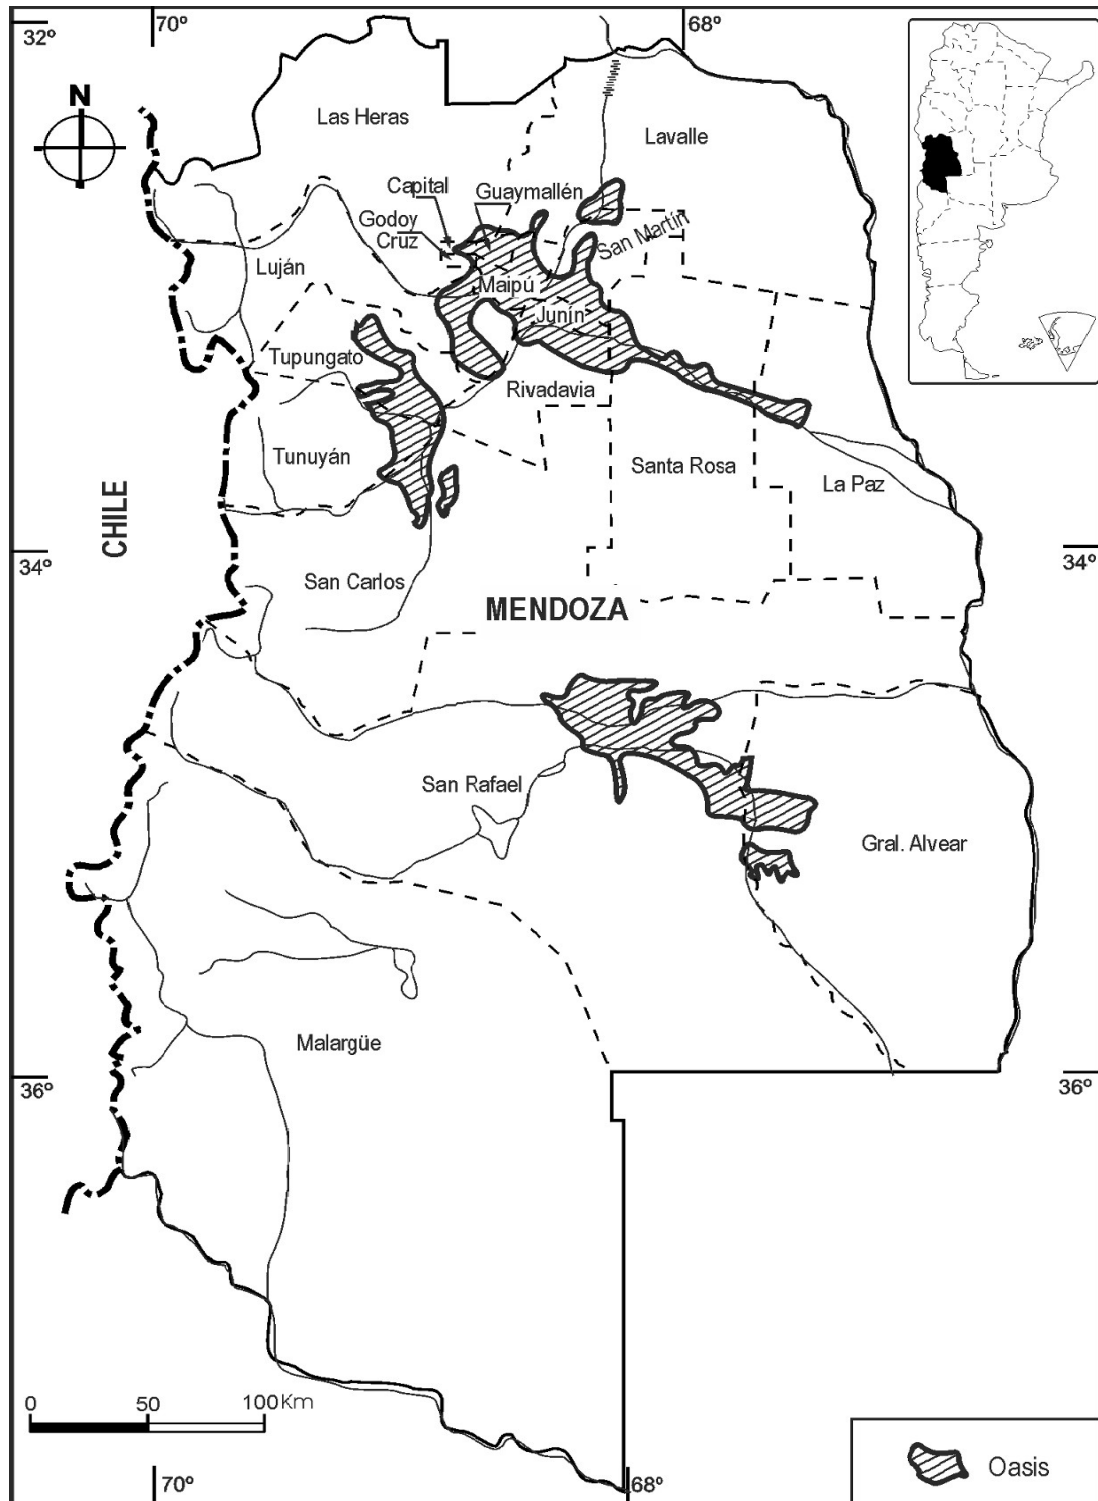 70º
68º
32º
N
Las Heras
Lavalle
Capital
Guaymallén
Godoy
Cruz
San Martín
Luján
Maipú
Junín
Tupungato
Rivadavia
Tunuyán
Santa Rosa
La Paz
CHILE
34º
34º
San Carlos
MENDOZA
San Rafael
Gral. Alvear
Malargüe
36º
36º
0
50
100Km
Oasis
70º
68º